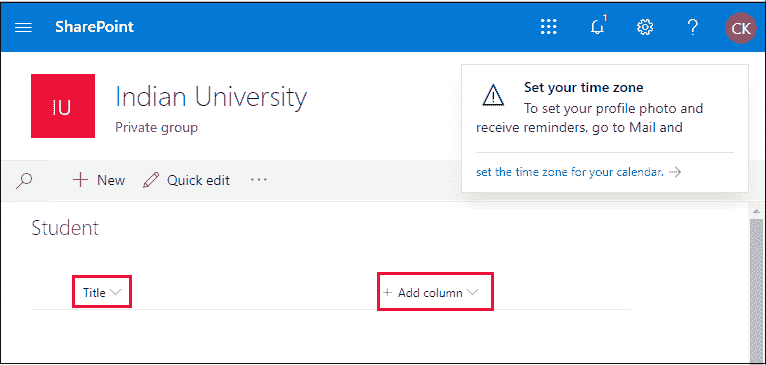 SharePoint
1
CK
IU
Indian University
Private group
Set your time zone
To set your profile photo and
receive reminders, go to Mail and
set the time zone for your calendar. →
+ New
Quick edit
...
Student
Title
+ Add column